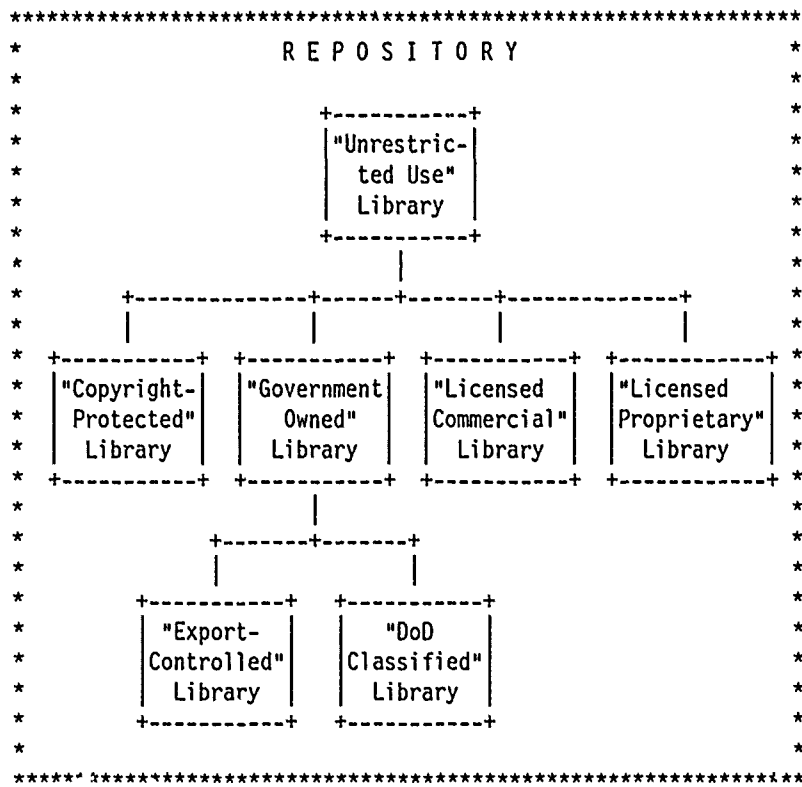 R E P O S I T O R Y
"Unrestric-
ted Use"
Library
"Copyright-
Protected"
Library
"Government
Owned"
Library
"Licensed
Commercial"
Library
"Licensed
Proprietary"
Library
"Export-
Controlled"
Library
"DoD
Classified"
Library